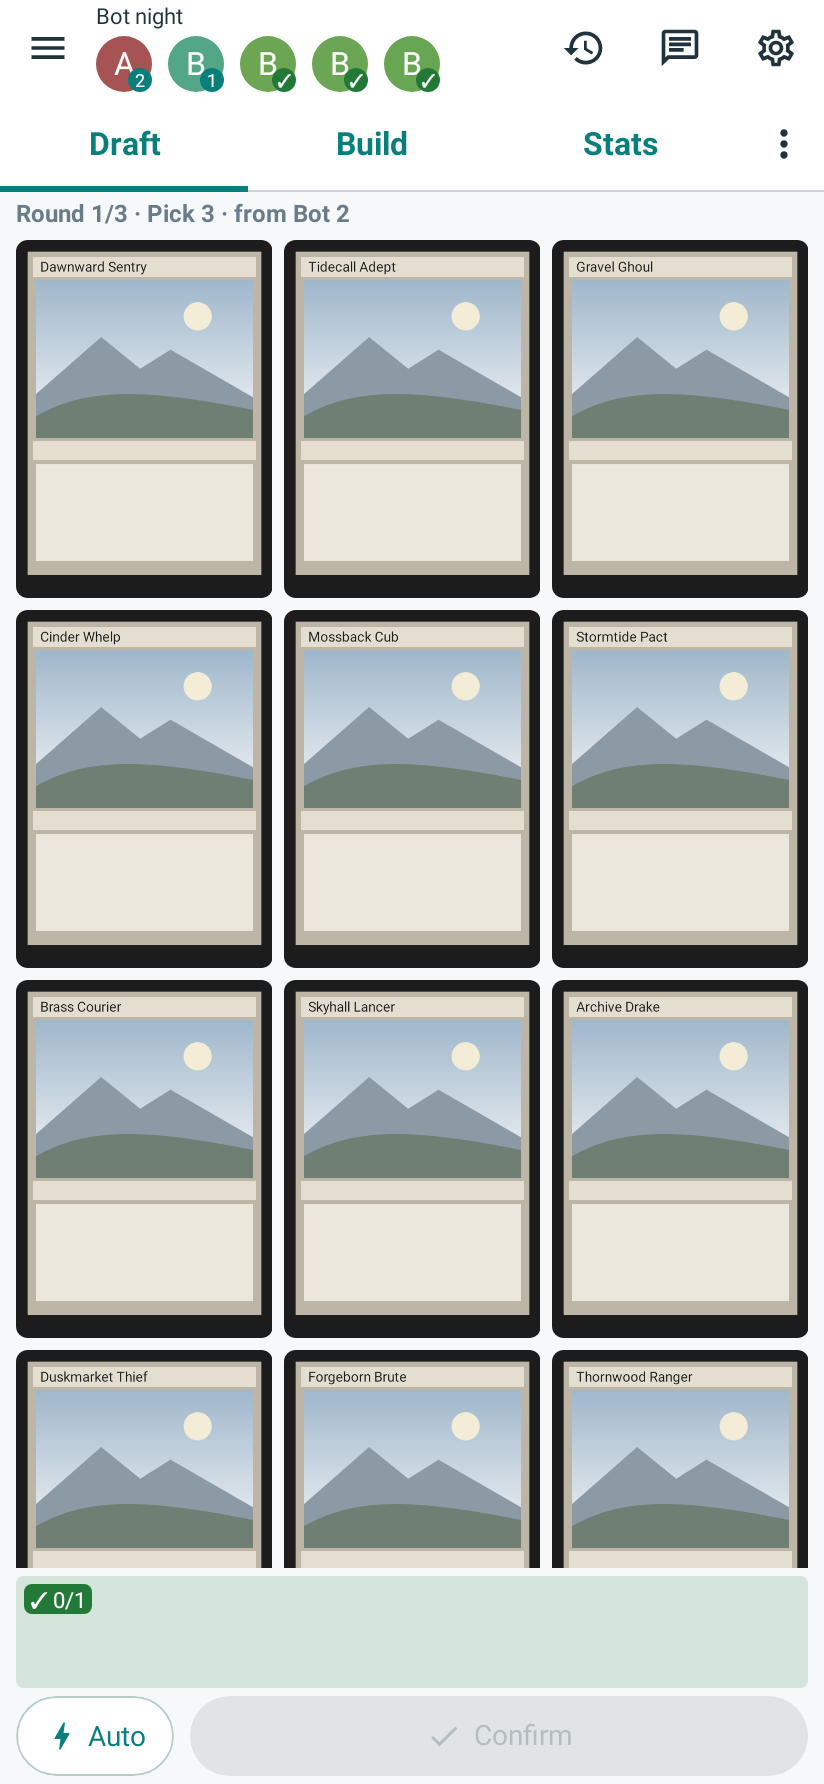 Bot night
A 2 B 1 B ✓ B ✓ B ✓
Draft Build Stats
Round 1/3 · Pick 3 · from Bot 2
Dawnward Sentry Tidecall Adept Gravel Ghoul
Cinder Whelp Mossback Cub Stormtide Pact
Brass Courier Skyhall Lancer Archive Drake
Duskmarket Thief Forgeborn Brute Thornwood Ranger
✓ 0/1
Auto ✓ Confirm